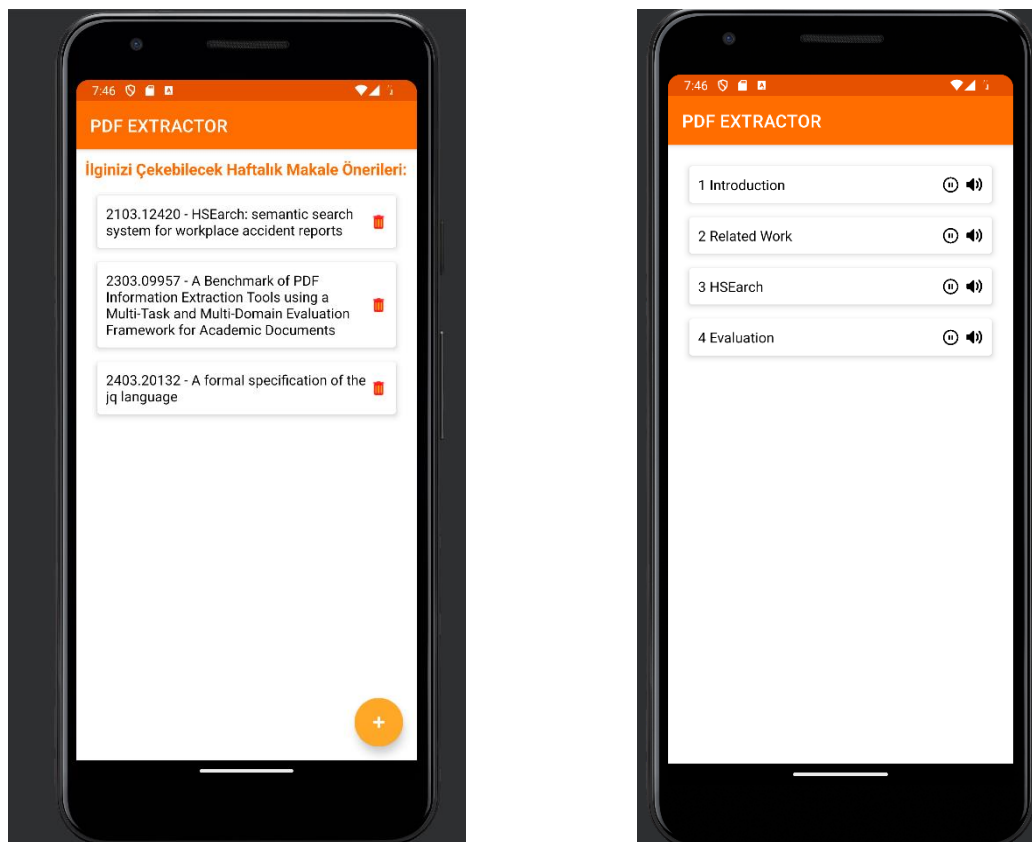 7:46
PDF EXTRACTOR
İlginizi Çekebilecek Haftalık Makale Önerileri:
2103.12420 - HSEarch: semantic search
system for workplace accident reports
2303.09957 - A Benchmark of PDF
Information Extraction Tools using a
Multi-Task and Multi-Domain Evaluation
Framework for Academic Documents
2403.20132 - A formal specification of the
jq language
+
7:46
PDF EXTRACTOR
1 Introduction
2 Related Work
3 HSEarch
4 Evaluation